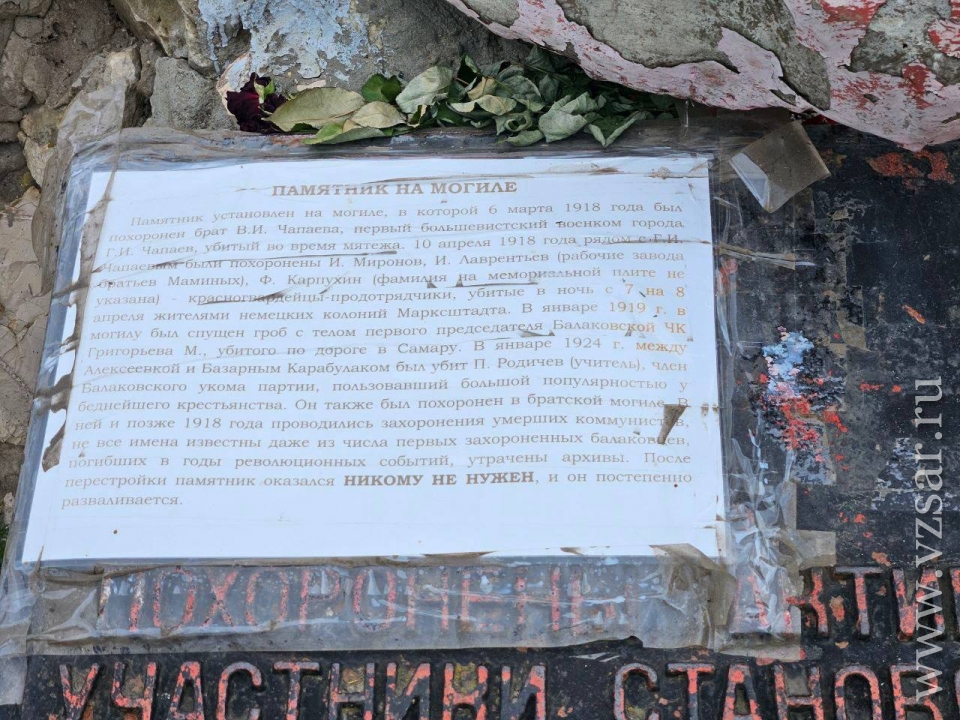 ПАМЯТНИК НА МОГИЛЕ
Памятник установлен на могиле, в которой 6 марта 1918 года был
похоронен брат В.И. Чапаева, первый большевистский военком города
Г.И. Чапаев, убитый во время мятежа. 10 апреля 1918 года рядом с Г.И.
Чапаевым были похоронены И. Миронов, И. Лаврентьев (рабочие завода
братьев Маминых), Ф. Карпухин (фамилия на мемориальной плите не
указана) - красногвардейцы-продотрядчики, убитые в ночь с 7 на 8
апреля жителями немецких колоний Марксштадта. В январе 1919 г. в
могилу был спущен гроб с телом первого председателя Балаковской ЧК
Григорьева М., убитого по дороге в Самару. В январе 1924 г. между
Алексеевкой и Базарным Карабулаком был убит П. Родичев (учитель), член
Балаковского укома партии, пользовавший большой популярностью у
беднейшего крестьянства. Он также был похоронен в братской могиле. В
ней и позже 1918 года проводились захоронения умерших коммунистов,
не все имена известны даже из числа первых захороненных балаковцев,
погибших в годы революционных событий, утрачены архивы. После
перестройки памятник оказался НИКОМУ НЕ НУЖЕН, и он постепенно
разваливается.
ПОХОРОНЕНЫ АКТИВ
УЧАСТНИКИ СТАНОВ
www.vzsar.ru